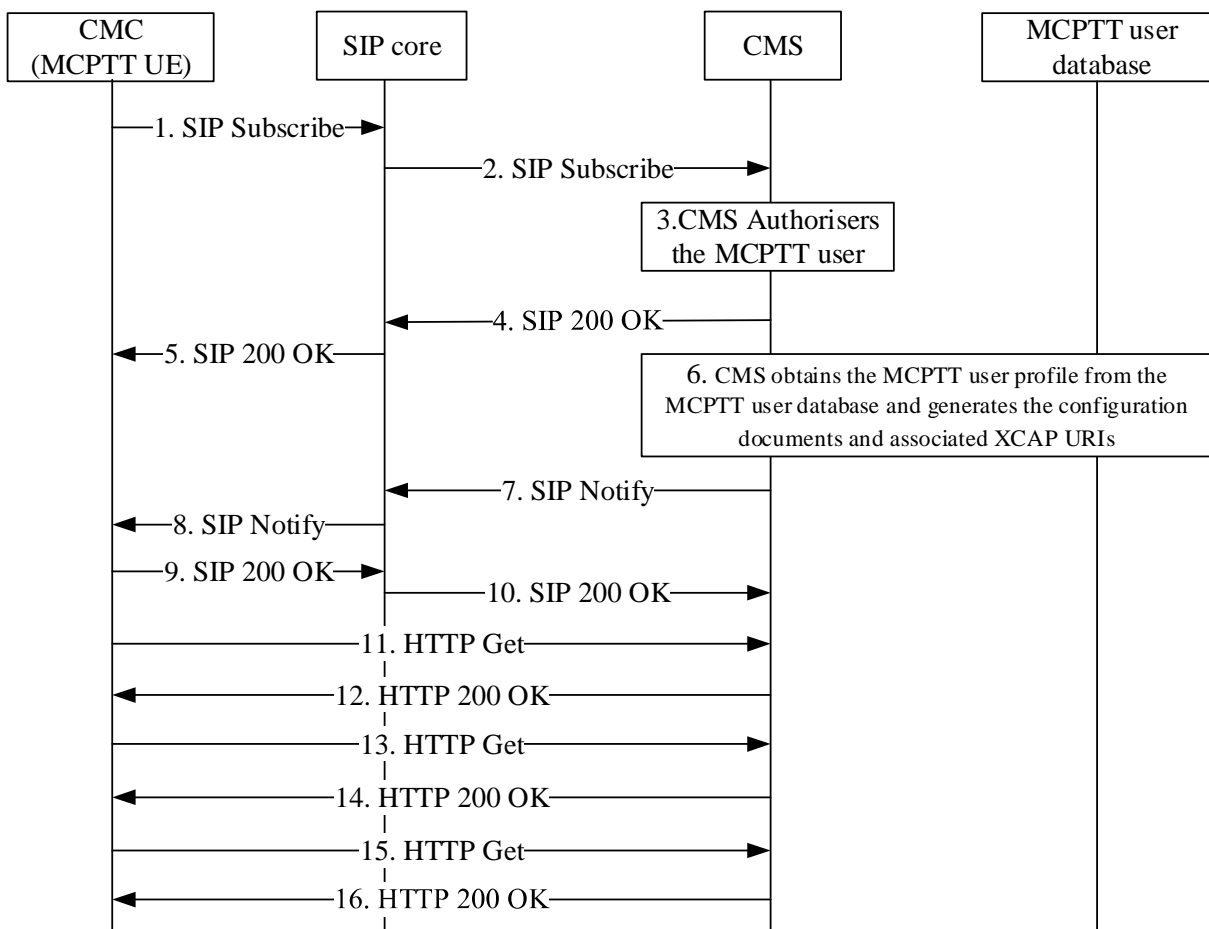 CMC
(MCPTT UE)
SIP core
CMS
MCPTT user
database
1. SIP Subscribe
2. SIP Subscribe
3.CMS Authorisers
the MCPTT user
4. SIP 200 OK
5. SIP 200 OK
6. CMS obtains the MCPTT user profile from the
MCPTT user database and generates the configuration
documents and associated XCAP URIs
7. SIP Notify
8. SIP Notify
9. SIP 200 OK
10. SIP 200 OK
11. HTTP Get
12. HTTP 200 OK
13. HTTP Get
14. HTTP 200 OK
15. HTTP Get
16. HTTP 200 OK